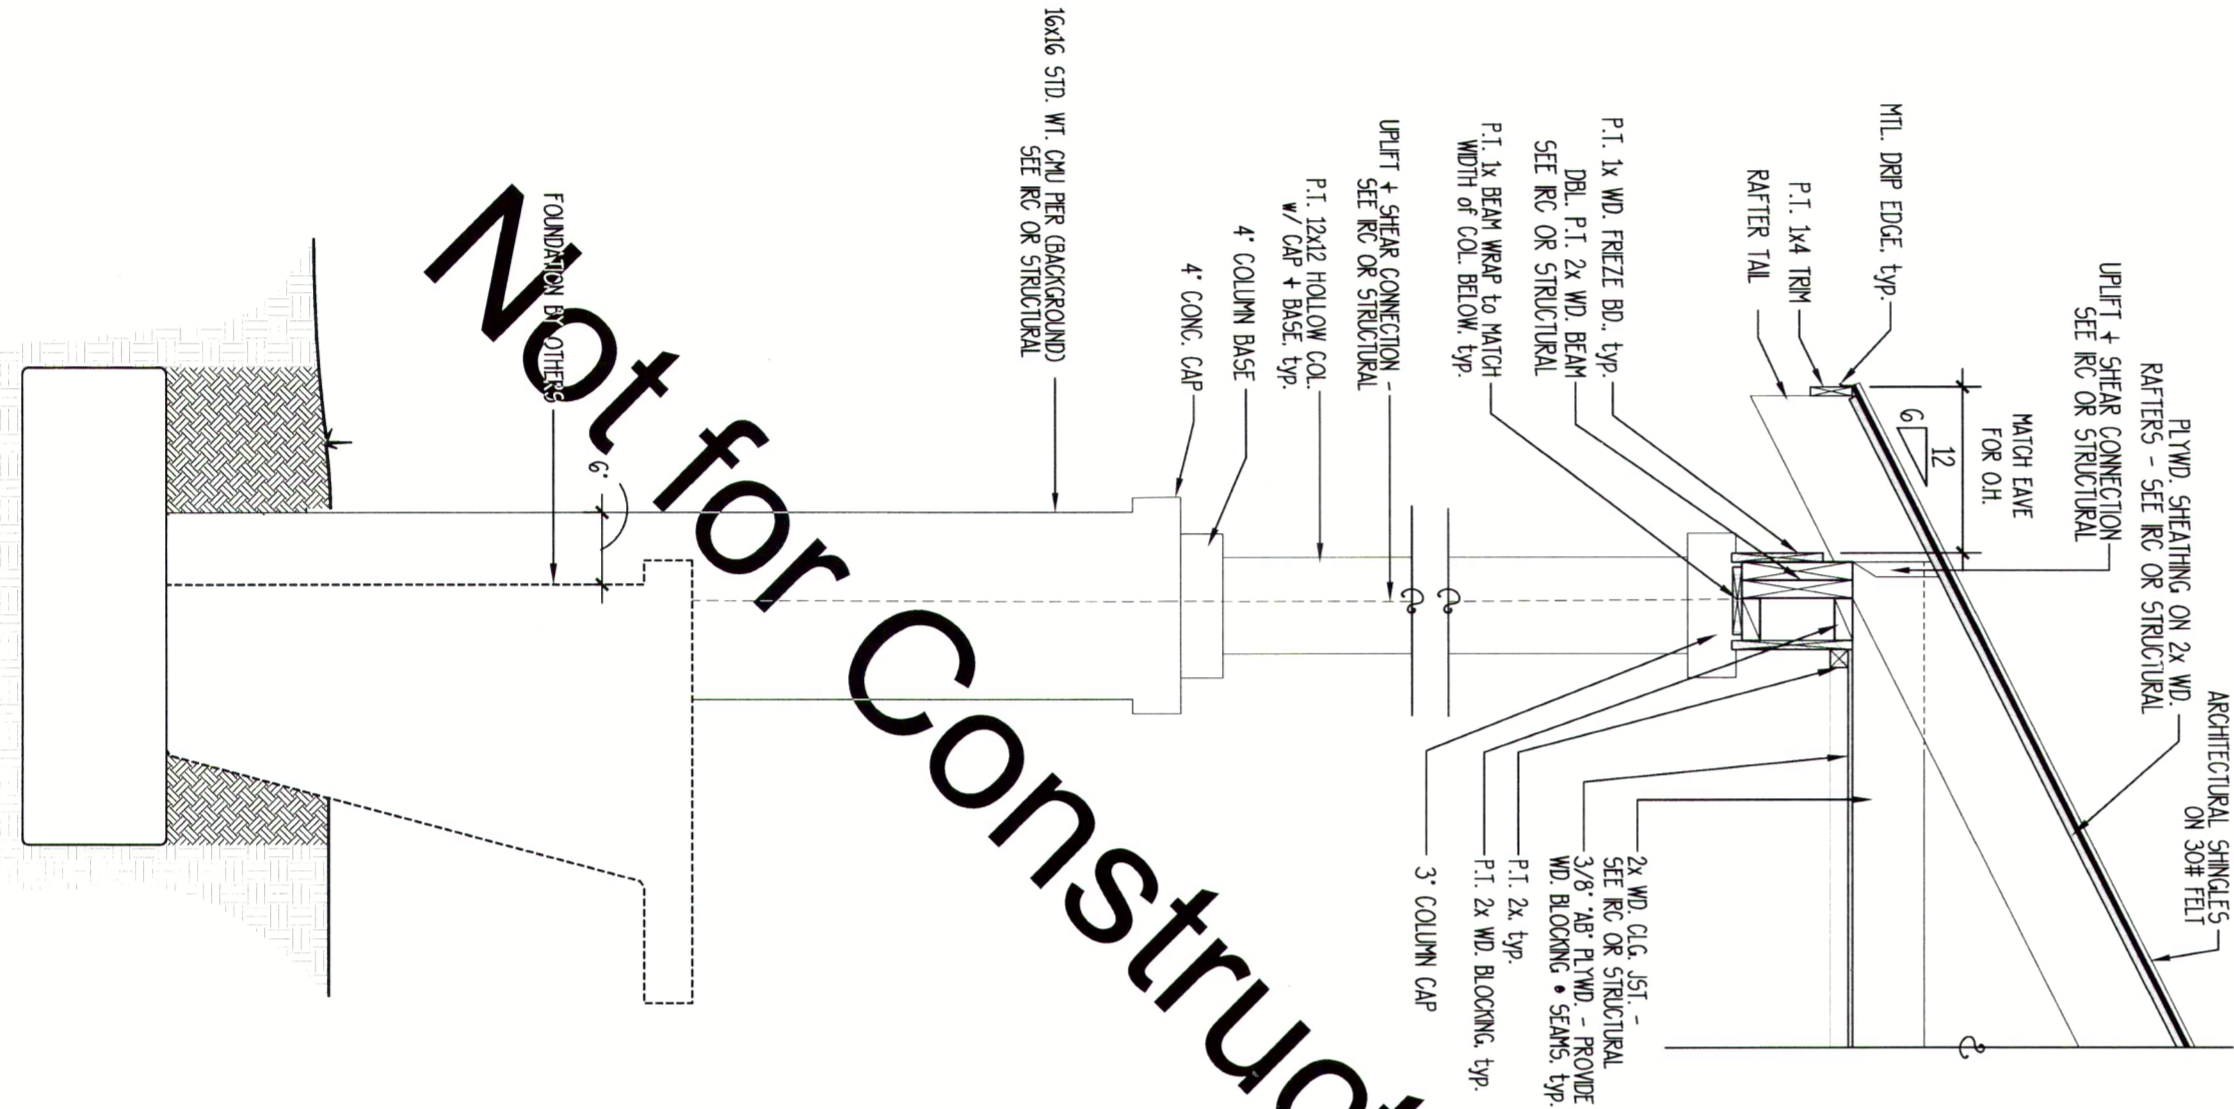 ARCHITECTURAL SHINGLES
ON 30# FELT
PLYWD. SHEATHING ON 2x WD.
RAFTERS - SEE IRC OR STRUCTURAL
UPLIFT + SHEAR CONNECTION
SEE IRC OR STRUCTURAL
MATCH EAVE
FOR O.H.
12
6
MTL. DRIP EDGE, typ.
P.T. 1x4 TRIM
RAFTER TAIL
P.T. 1x WD. FRIEZE BD., typ.
DBL. P.T. 2x WD. BEAM
SEE IRC OR STRUCTURAL
P.T. 1x BEAM WRAP to MATCH
WIDTH of COL. BELOW, typ.
UPLIFT + SHEAR CONNECTION -
SEE IRC OR STRUCTURAL
P.T. 12x12 HOLLOW COL.
w/ CAP + BASE, typ.
4" COLUMN BASE
4" CONC. CAP
16x16 STD. WT. CMU PIER (BACKGROUND)
SEE IRC OR STRUCTURAL
6"
FOUNDATION BY OTHERS
2x WD. CLG. JST. -
SEE IRC OR STRUCTURAL
3/8" "AB" PLYWD. - PROVIDE
WD. BLOCKING @ SEAMS, typ.
P.T. 2x, typ.
P.T. 2x WD. BLOCKING, typ.
3" COLUMN CAP
Not for Construct